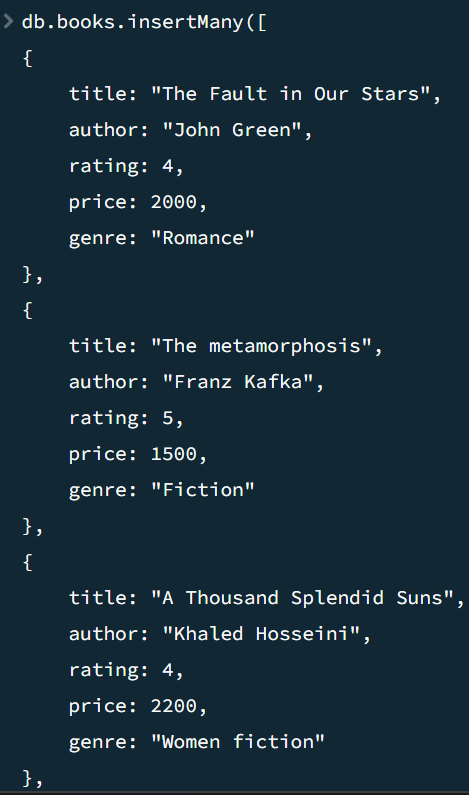 db.books.insertMany([
{
    title: "The Fault in Our Stars",
    author: "John Green",
    rating: 4,
    price: 2000,
    genre: "Romance"
},
{
    title: "The metamorphosis",
    author: "Franz Kafka",
    rating: 5,
    price: 1500,
    genre: "Fiction"
},
{
    title: "A Thousand Splendid Suns",
    author: "Khaled Hosseini",
    rating: 4,
    price: 2200,
    genre: "Women fiction"
},